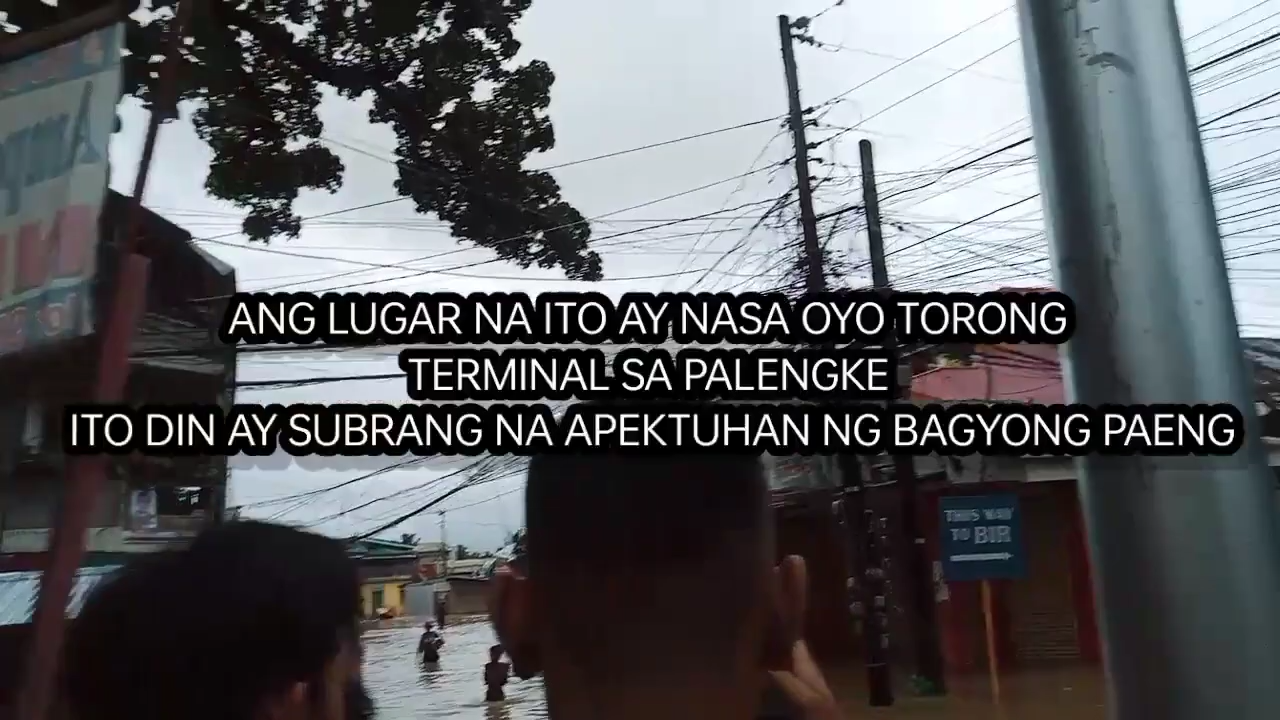 ANG LUGAR NA ITO AY NASA OYO TORONG
TERMINAL SA PALENGKE
ITO DIN AY SUBRANG NA APEKTUHAN NG BAGYONG PAENG
THIS WAY
TO BIR